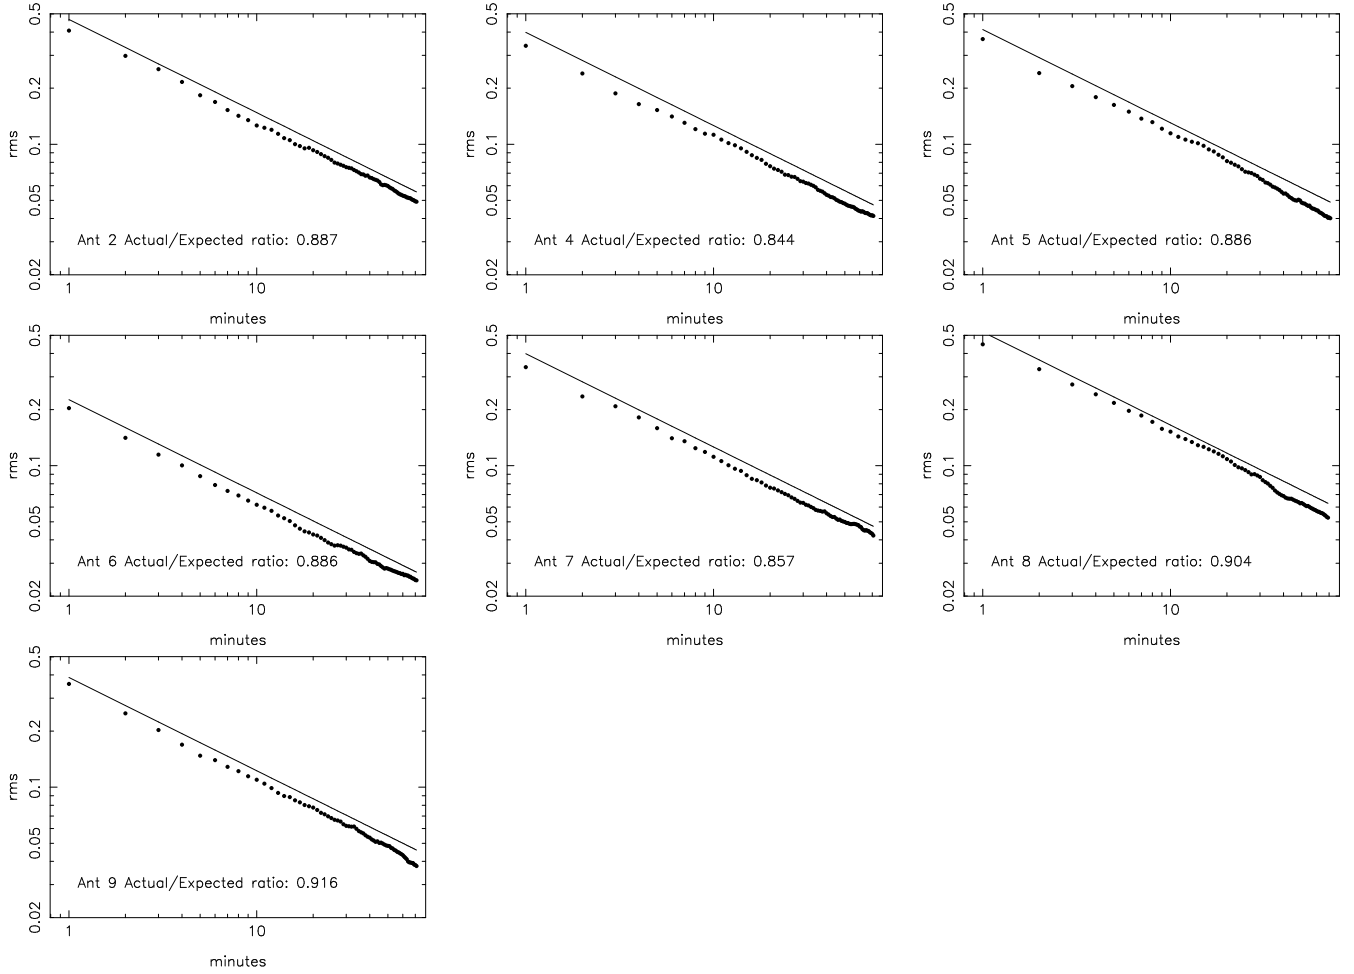 0.5
0.2
0.1
0.05
0.02
rms
Ant 2 Actual/Expected ratio: 0.887
1 10
minutes
0.5
0.2
0.1
0.05
0.02
rms
Ant 4 Actual/Expected ratio: 0.844
1 10
minutes
0.5
0.2
0.1
0.05
0.02
rms
Ant 5 Actual/Expected ratio: 0.886
1 10
minutes
0.5
0.2
0.1
0.05
0.02
rms
Ant 6 Actual/Expected ratio: 0.886
1 10
minutes
0.5
0.2
0.1
0.05
0.02
rms
Ant 7 Actual/Expected ratio: 0.857
1 10
minutes
0.5
0.2
0.1
0.05
0.02
rms
Ant 8 Actual/Expected ratio: 0.904
1 10
minutes
0.5
0.2
0.1
0.05
0.02
rms
Ant 9 Actual/Expected ratio: 0.916
1 10
minutes